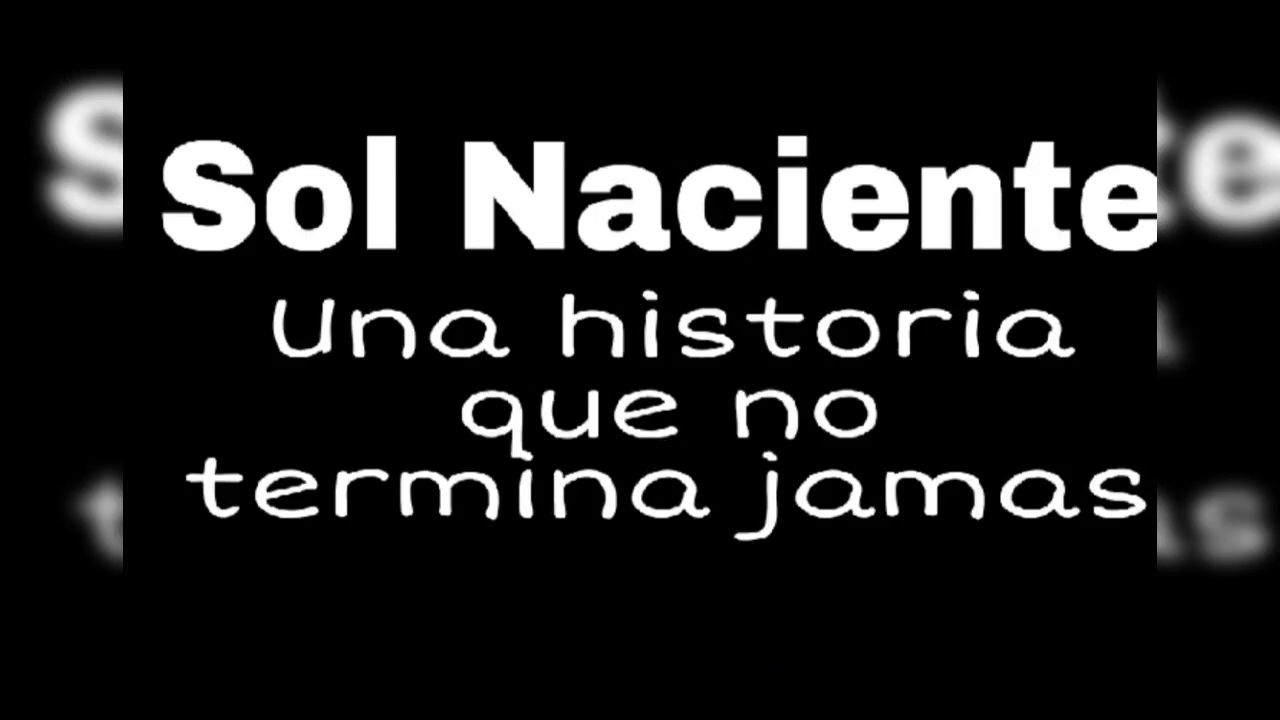 Sol Naciente
Una historia
que no
termina jamas